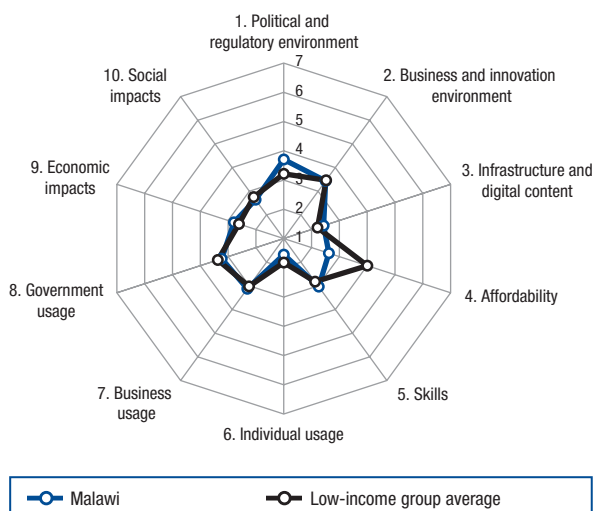 1. Political and
regulatory environment
2. Business and innovation
environment
3. Infrastructure and
digital content
4. Affordability
5. Skills
6. Individual usage
7. Business
usage
8. Government
usage
9. Economic
impacts
10. Social
impacts
7
6
5
4
3
2
1
Malawi
Low-income group average